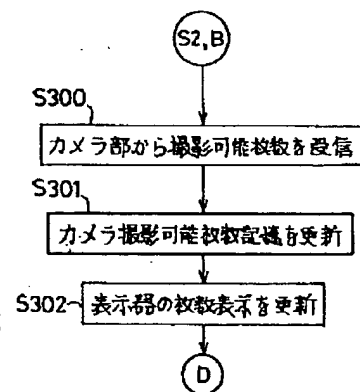 S2,B
S300
カメラ部から撮影可能枚数を受信
S301
カメラ撮影可能枚数記憶を更新
S302
表示器の枚数表示を更新
D